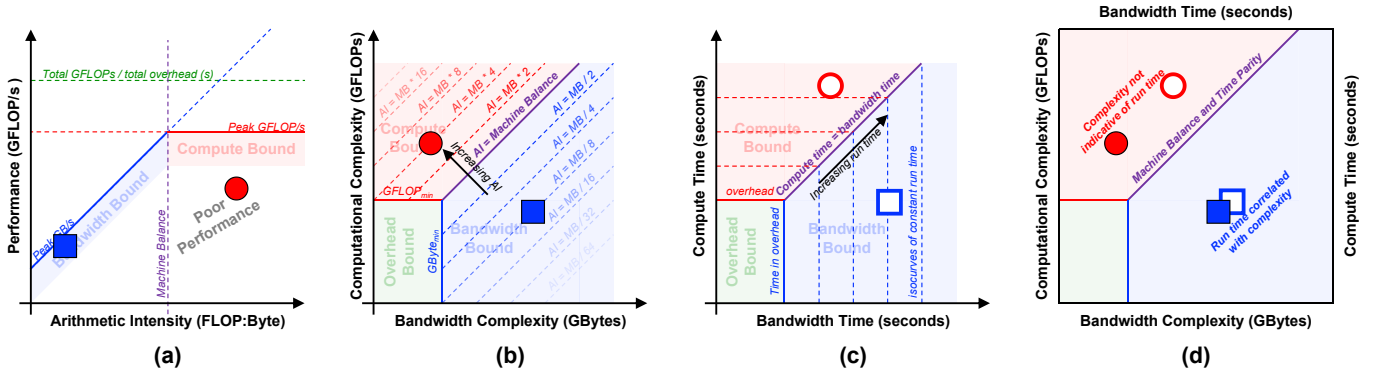 Performance (GFLOP/s)
Total GFLOPs / total overhead (s)
Peak GFLOP/s
Compute Bound
Peak GB/s
Bandwidth Bound
Machine Balance
Poor
Performance
Arithmetic Intensity (FLOP:Byte)
(a)
Computational Complexity (GFLOPs)
AI = MB * 16
AI = MB * 8
AI = MB * 4
AI = MB * 2
AI = Machine Balance
AI = MB / 2
AI = MB / 4
AI = MB / 8
AI = MB / 16
AI = MB / 32
AI = MB / 64
Compute
Bound
Increasing AI
GFLOPmin
GBytemin
Overhead
Bound
Bandwidth
Bound
Bandwidth Complexity (GBytes)
(b)
Compute Time (seconds)
Compute
Bound
Compute time = bandwidth time
Increasing run time
overhead
Overhead
Bound
Time in overhead
Bandwidth
Bound
isocurves of constant run time
Bandwidth Time (seconds)
(c)
Bandwidth Time (seconds)
Computational Complexity (GFLOPs)
Complexity not
indicative of run time
Machine Balance and Time Parity
Run time correlated
with complexity
Compute Time (seconds)
Bandwidth Complexity (GBytes)
(d)